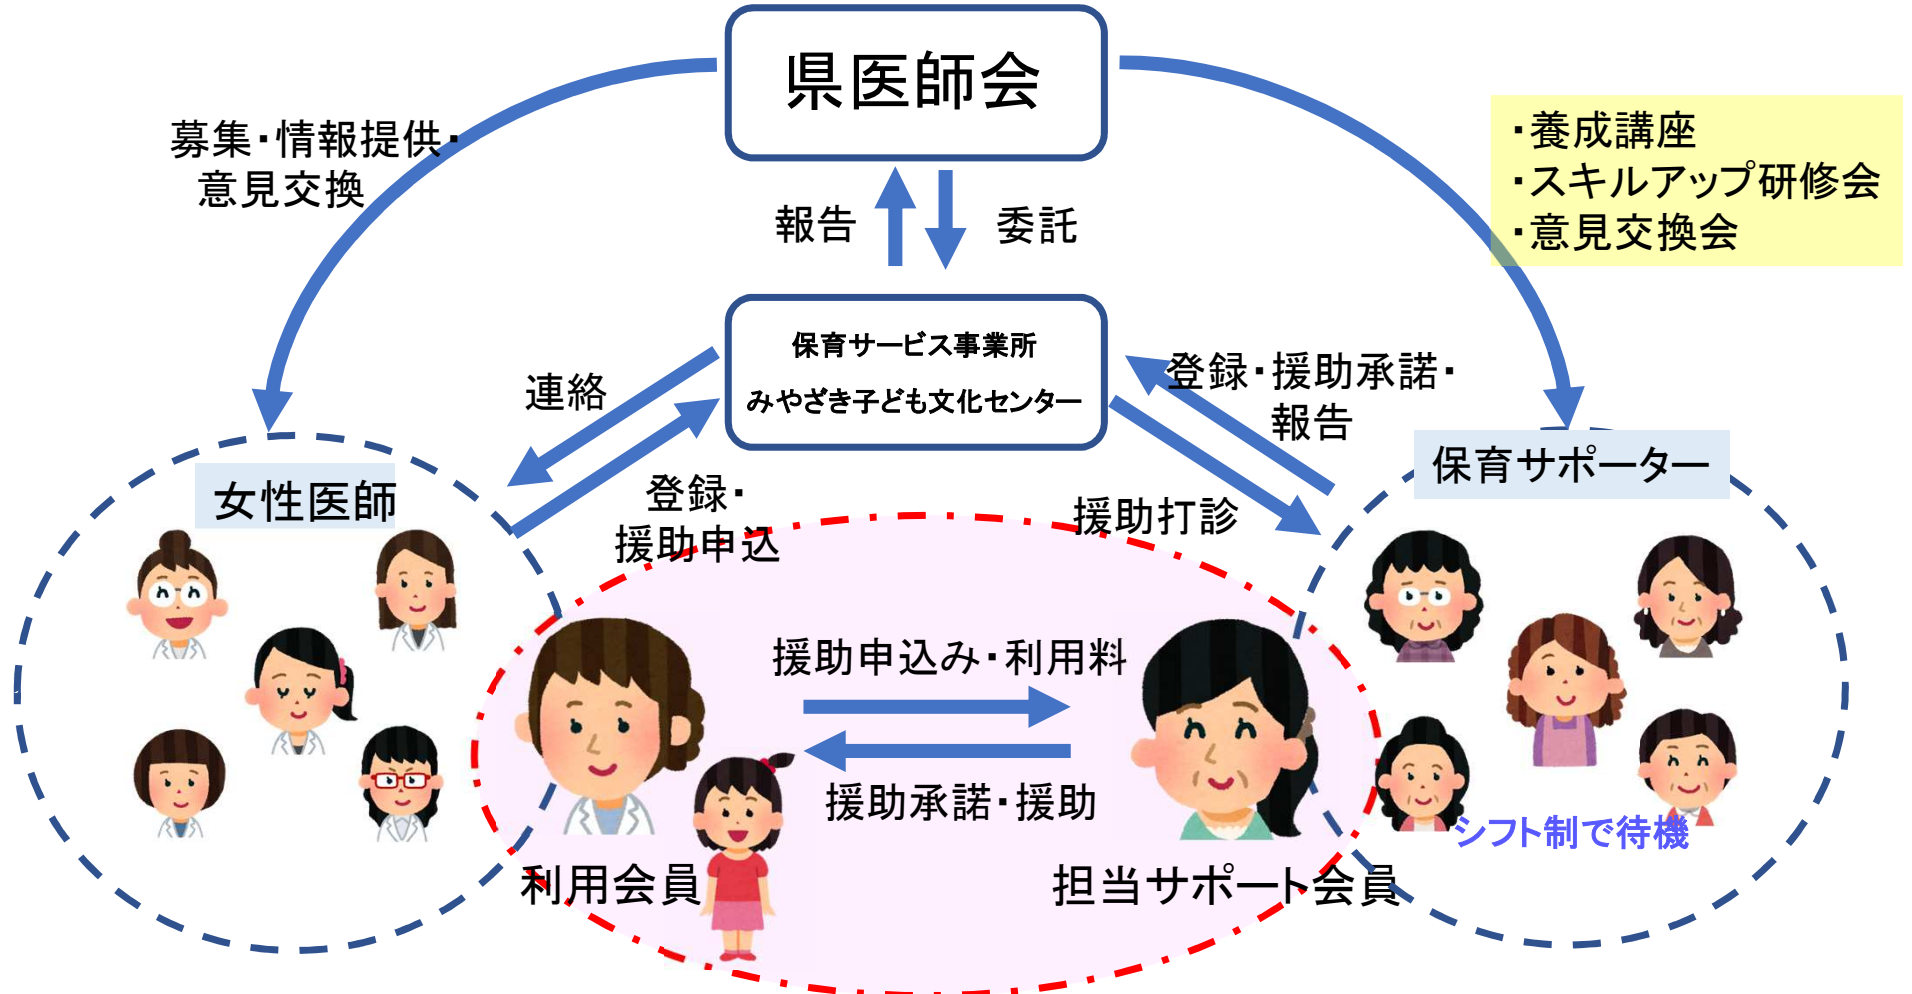 県医師会
募集・情報提供・
意見交換
・養成講座
・スキルアップ研修会
・意見交換会
報告
委託
保育サービス事業所
みやざき子ども文化センター
連絡
登録・援助承諾・
報告
登録・
援助申込
援助打診
女性医師
保育サポーター
援助申込み・利用料
援助承諾・援助
シフト制で待機
利用会員
担当サポート会員